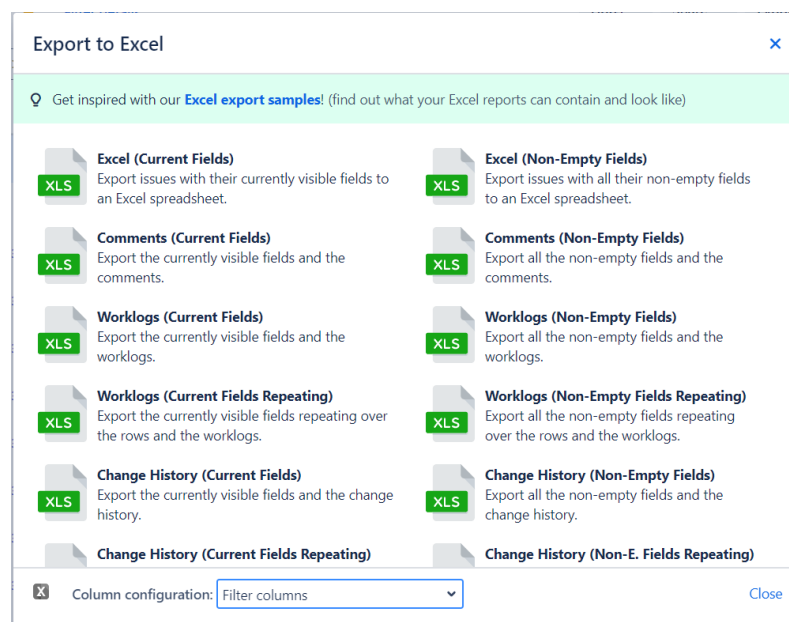 Export to Excel
Get inspired with our Excel export samples! (find out what your Excel reports can contain and look like)
XLS
Excel (Current Fields)
Export issues with their currently visible fields to
an Excel spreadsheet.
XLS
Excel (Non-Empty Fields)
Export issues with all their non-empty fields
to an Excel spreadsheet.
XLS
Comments (Current Fields)
Export the currently visible fields and the
comments.
XLS
Comments (Non-Empty Fields)
Export all the non-empty fields and the
comments.
XLS
Worklogs (Current Fields)
Export the currently visible fields and the
worklogs.
XLS
Worklogs (Non-Empty Fields)
Export all the non-empty fields and the
worklogs.
XLS
Worklogs (Current Fields Repeating)
Export the currently visible fields repeating over
the rows and the worklogs.
XLS
Worklogs (Non-Empty Fields Repeating)
Export all the non-empty fields repeating
over the rows and the worklogs.
XLS
Change History (Current Fields)
Export the currently visible fields and the change
history.
XLS
Change History (Non-Empty Fields)
Export all the non-empty fields and the
change history.
Change History (Current Fields Repeating)
Change History (Non-E. Fields Repeating)
X
Column configuration: Filter columns
Close